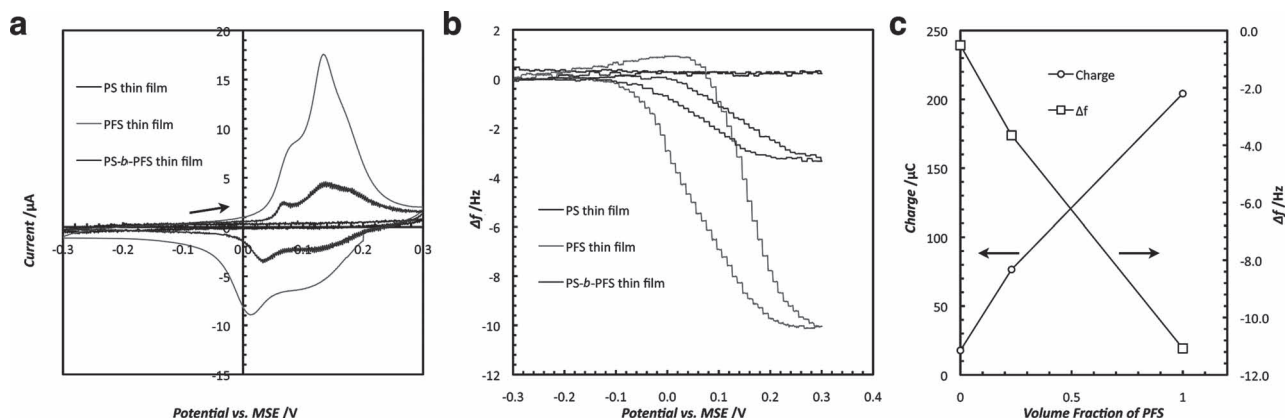 a
20
15
10
5
0
-5
-10
-15
-0.3
-0.2
-0.1
0.0
0.1
0.2
0.3
Current /µA
Potential vs. MSE /V
PS thin film
PFS thin film
PS-b-PFS thin film
b
2
0
-2
-4
-6
-8
-10
-12
-0.3
-0.2
-0.1
0.0
0.1
0.2
0.3
0.4
Δf /Hz
Potential vs. MSE /V
PS thin film
PFS thin film
PS-b-PFS thin film
c
250
200
150
100
50
0
0
0.5
1
0.0
-2.0
-4.0
-6.0
-8.0
-10.0
-12.0
Charge /µC
Δf /Hz
Volume Fraction of PFS
Charge
Δf